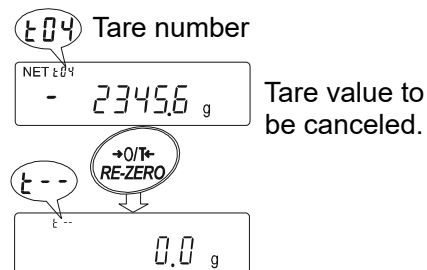 t04 Tare number
NET t04
- 2345.6 g
Tare value to
be canceled.
→0/T←
RE-ZERO
t--
t --
0.0 g